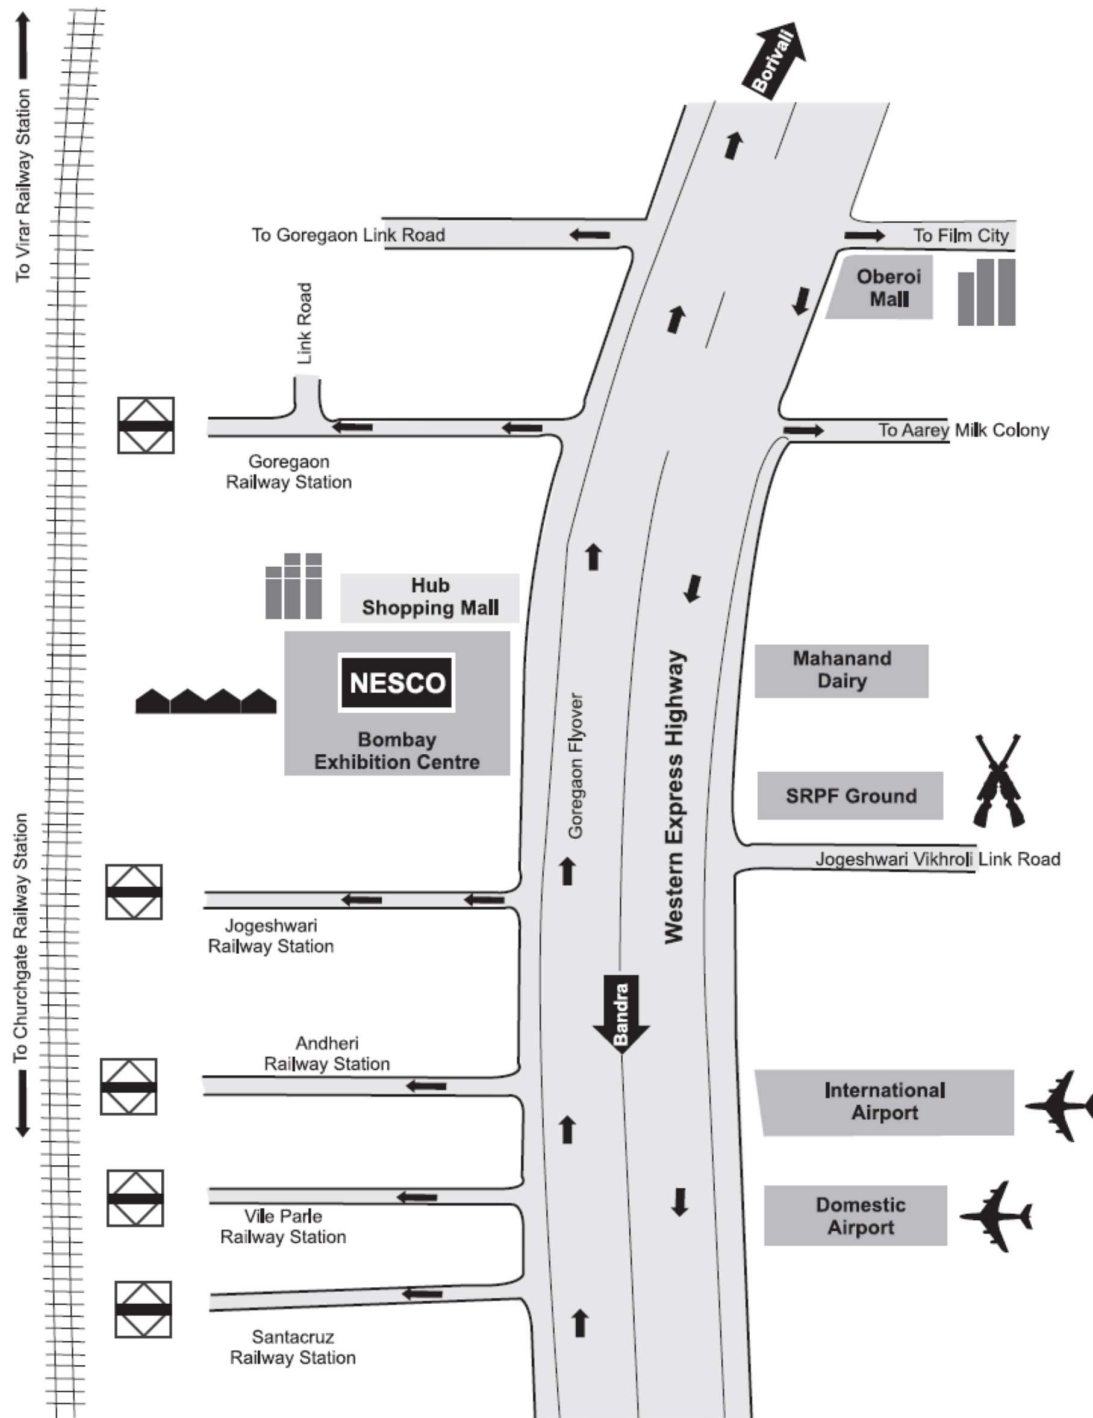 Borivali
To Virar Railway Station
To Goregaon Link Road
To Film City
Oberoi
Mall
Link Road
To Aarey Milk Colony
Goregaon
Railway Station
Hub
Shopping Mall
NESCO
Bombay
Exhibition Centre
Goregaon Flyover
Western Express Highway
Mahanand
Dairy
SRPF Ground
Jogeshwari Vikhroli Link Road
To Churchgate Railway Station
Jogeshwari
Railway Station
Bandra
Andheri
Railway Station
International
Airport
Vile Parle
Railway Station
Domestic
Airport
Santacruz
Railway Station